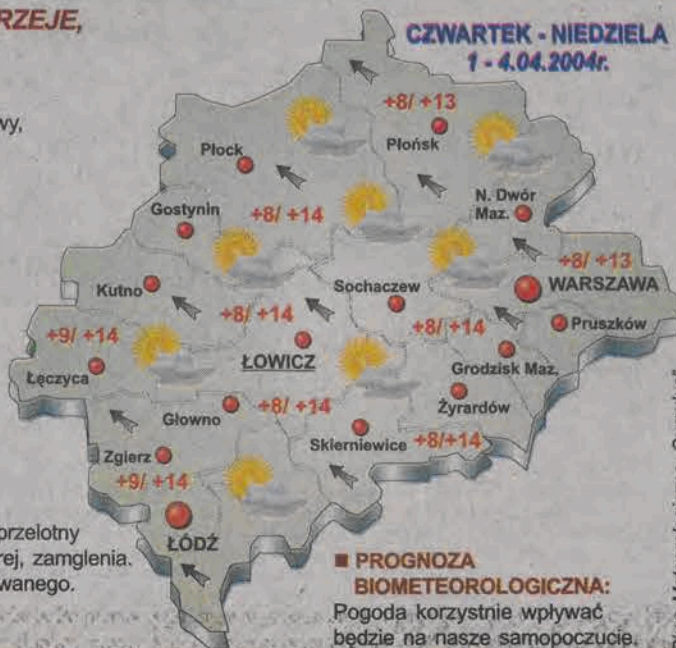 RZEJE,
CZWARTEK - NIEDZIELA
1 - 4.04.2004r.
wy,
+8/ +13
Płońsk
Płock
N. Dwór
Maz.
Gostynin
+8/ +14
+8/ +13
WARSZAWA
Kutno
Sochaczew
Pruszków
+8/ +14
+8/ +14
+9/ +14
ŁOWICZ
Grodzisk Maz.
Łęczyca
Żyrardów
Głowno
+8/ +14
Skierniewice
+8/+14
Zgierz
+9/ +14
ŁÓDŹ
przelotny
rej, zamglenia.
wanego.
■ PROGNOZA
BIOMETEOROLOGICZNA:
Pogoda korzystnie wpływać
będzie na nasze samopoczucie.